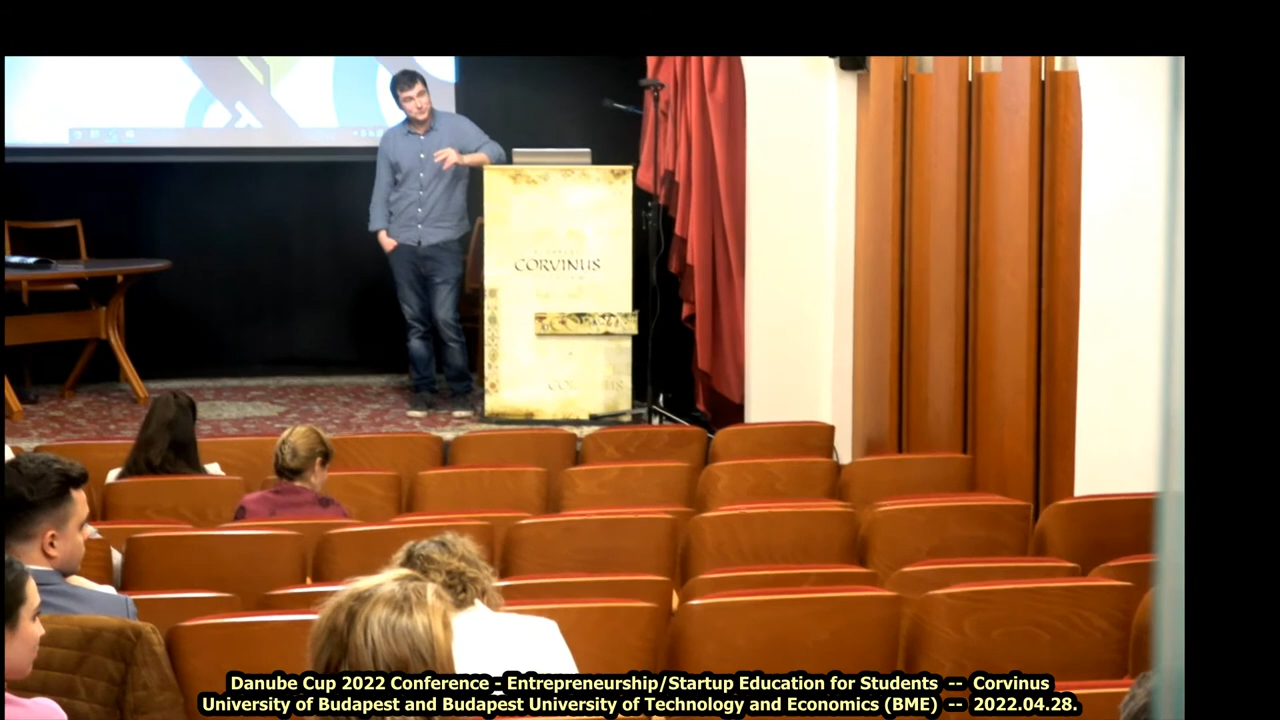 CORVINUS
Danube Cup 2022 Conference - Entrepreneurship/Startup Education for Students -- Corvinus
University of Budapest and Budapest University of Technology and Economics (BME) -- 2022.04.28.